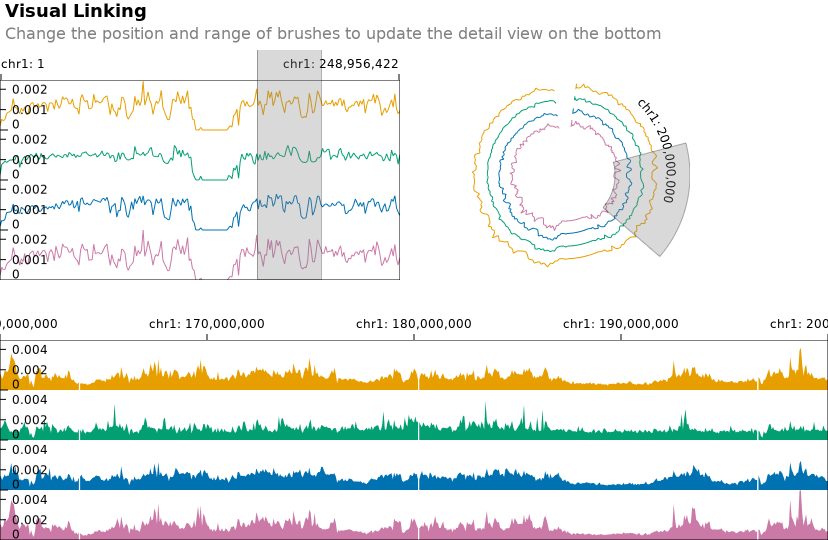 Visual Linking
Change the position and range of brushes to update the detail view on the bottom
chr1: 1
chr1: 248,956,422
0.002
0.001
0
0.002
0.001
0
0.002
0.001
0
0.002
0.001
0
chr1: 200,000,000
0,000,000
chr1: 170,000,000
chr1: 180,000,000
chr1: 190,000,000
chr1: 200
0.004
0.002
0
0.004
0.002
0
0.004
0.002
0
0.004
0.002
0